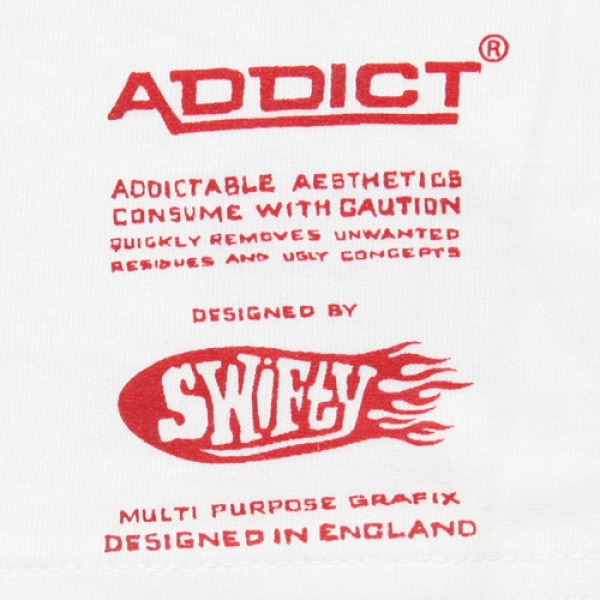 ADDICT®
ADDICTABLE AESTHETICS
CONSUME WITH CAUTION
QUICKLY REMOVES UNWANTED
RESIDUES AND UGLY CONCEPTS
DESIGNED BY
SWiFty
MULTI PURPOSE GRAFIX
DESIGNED IN ENGLAND